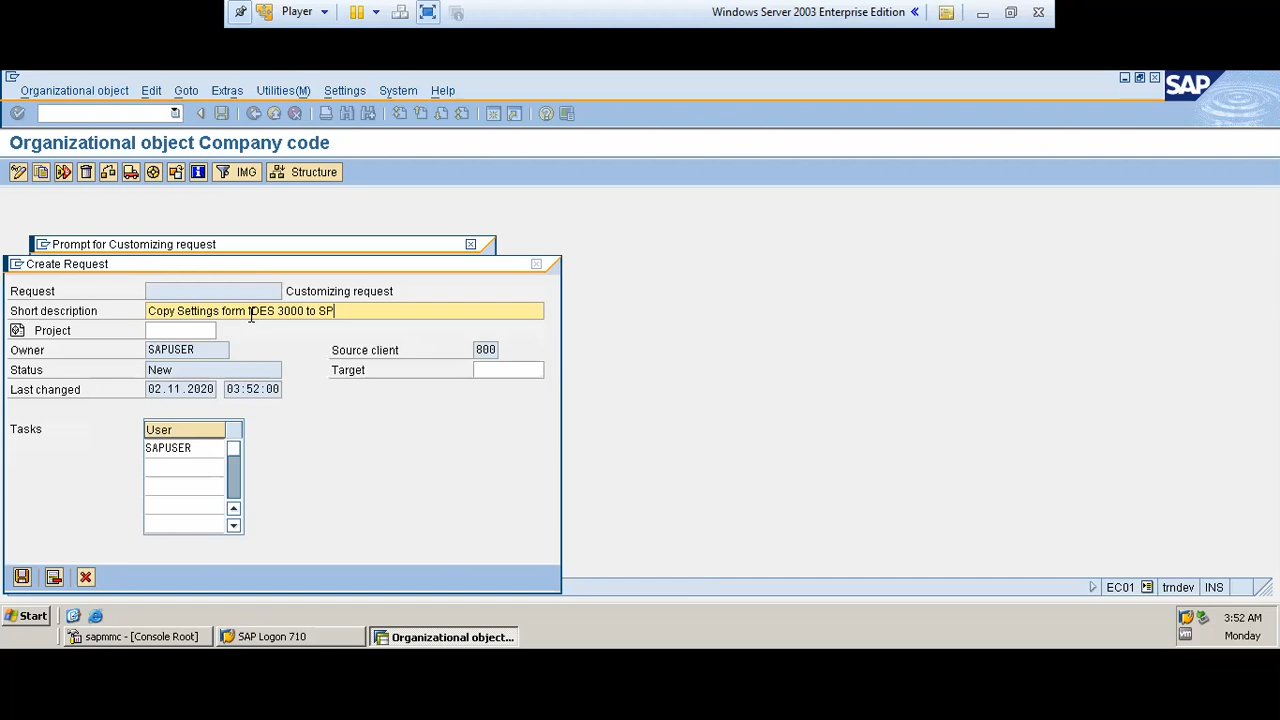 Player
Windows Server 2003 Enterprise Edition
Organizational object Edit Goto Extras Utilities(M) Settings System Help
SAP
Organizational object Company code
IMG Structure
Prompt for Customizing request
Create Request
Request Customizing request
Short description Copy Settings form IDES 3000 to SP
Project
Owner SAPUSER Source client 800
Status New Target
Last changed 02.11.2020 03:52:00
Tasks User
SAPUSER
EC01 trndev INS
Start 3:52 AM
sapmmc - [Console Root] SAP Logon 710 Organizational object... Monday